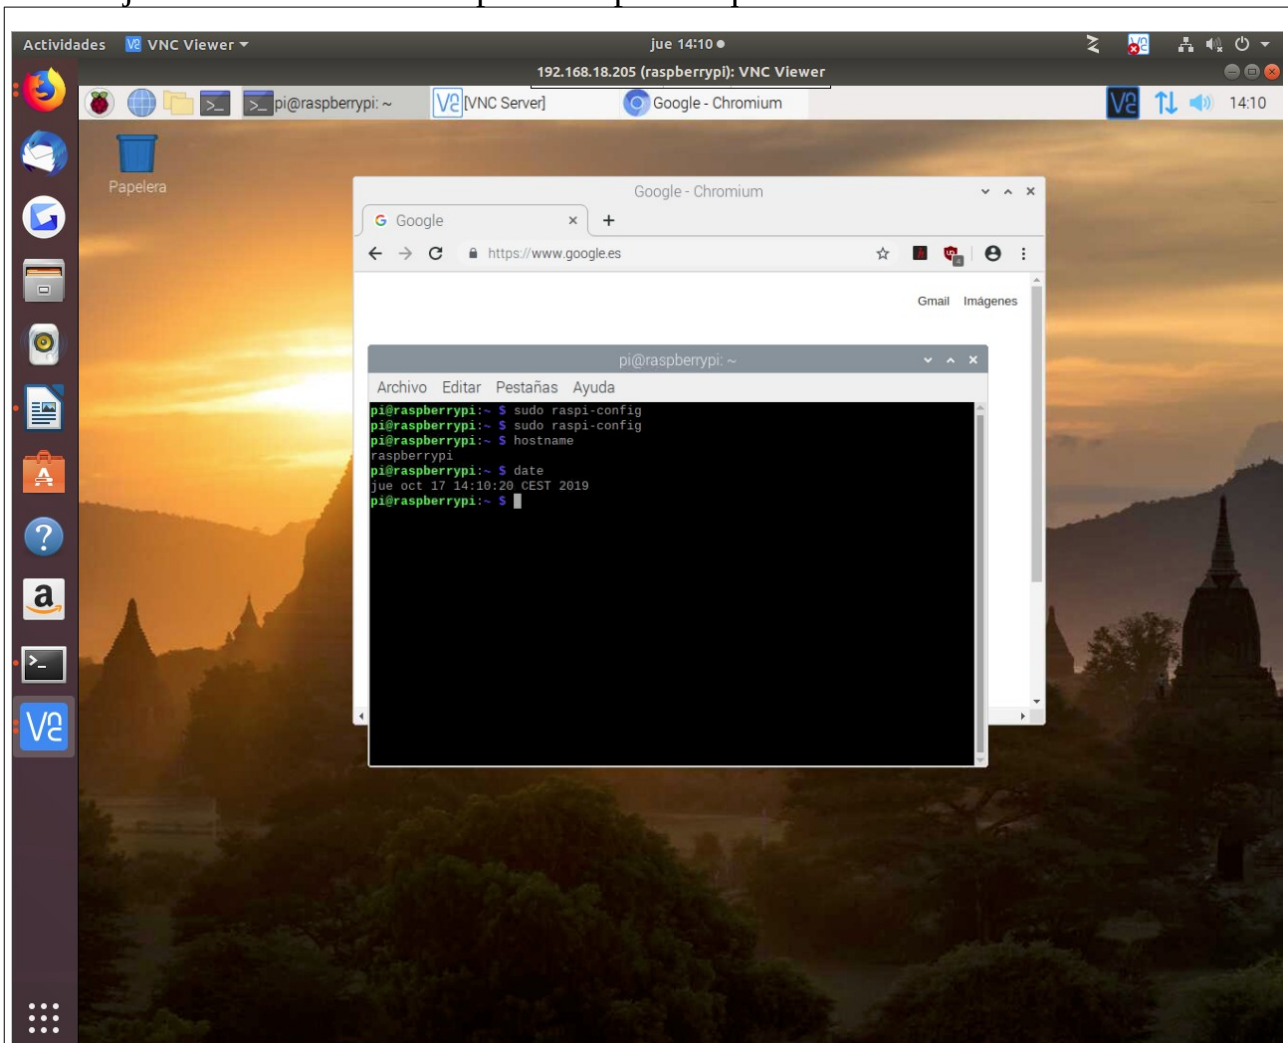 Actividades VNC Viewer jue 14:10
192.168.18.205 (raspberrypi): VNC Viewer
pi@raspberrypi: ~ [VNC Server] Google - Chromium 14:10
Papelera
Google - Chromium
Google
https://www.google.es
Gmail Imágenes
pi@raspberrypi: ~
Archivo Editar Pestañas Ayuda
pi@raspberrypi:~ $ sudo raspi-config
pi@raspberrypi:~ $ sudo raspi-config
pi@raspberrypi:~ $ hostname
raspberrypi
pi@raspberrypi:~ $ date
jue oct 17 14:10:20 CEST 2019
pi@raspberrypi:~ $